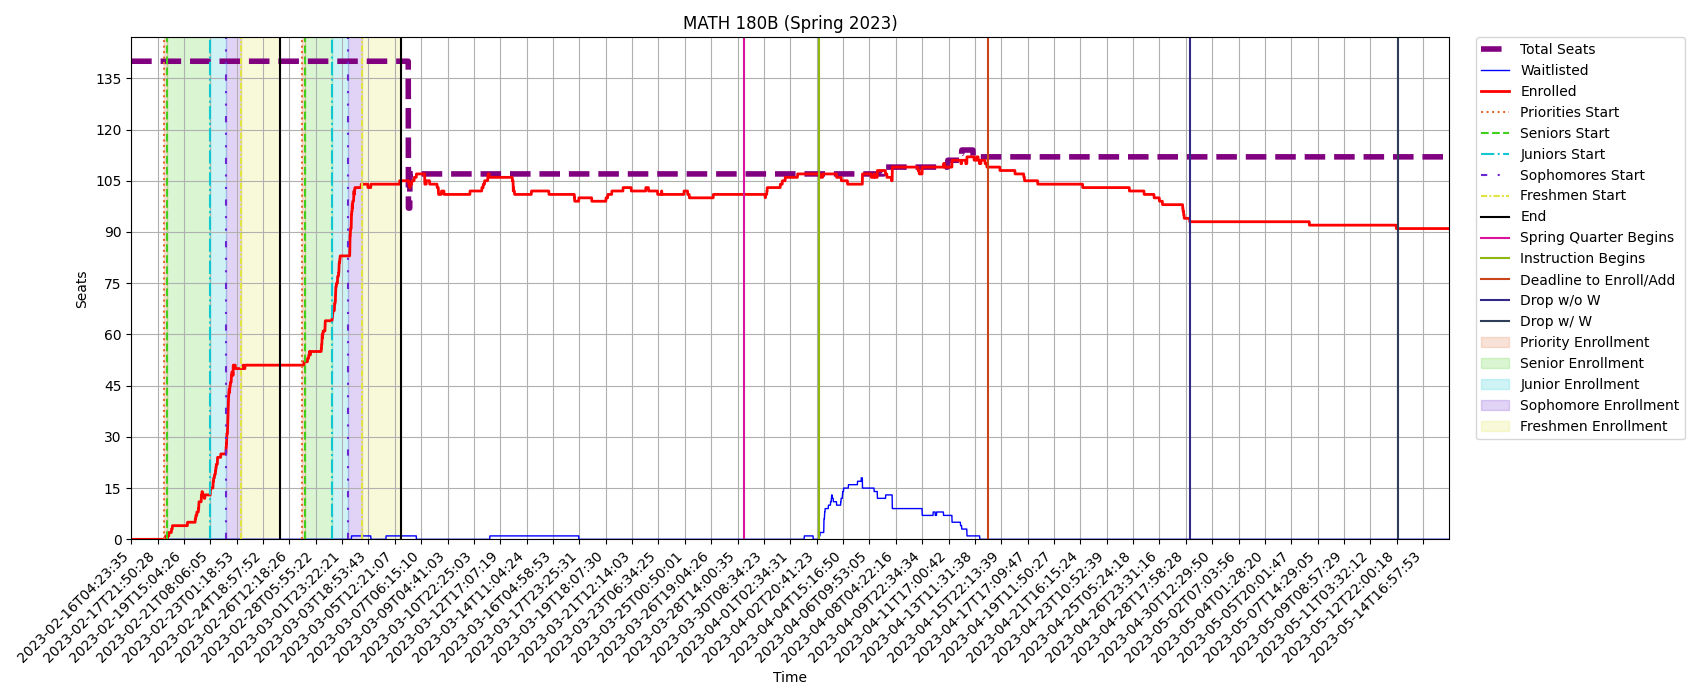 MATH 180B (Spring 2023)
Seats
135
120
105
90
75
60
45
30
15
0
2023-02-16T04:23:35
2023-02-17T21:50:28
2023-02-19T15:04:26
2023-02-21T08:06:05
2023-02-23T01:18:53
2023-02-24T18:57:52
2023-02-26T12:18:26
2023-02-28T05:55:22
2023-03-01T23:22:21
2023-03-03T18:53:43
2023-03-05T12:21:07
2023-03-07T06:15:10
2023-03-09T04:41:03
2023-03-10T22:25:03
2023-03-12T17:07:19
2023-03-14T11:04:24
2023-03-16T04:58:53
2023-03-17T23:25:31
2023-03-19T18:07:30
2023-03-21T12:14:03
2023-03-23T06:34:25
2023-03-25T00:50:01
2023-03-26T19:04:26
2023-03-28T14:00:35
2023-03-30T08:34:23
2023-04-01T02:34:31
2023-04-02T20:41:23
2023-04-04T15:16:50
2023-04-06T09:53:05
2023-04-08T04:22:16
2023-04-09T22:34:34
2023-04-11T17:00:42
2023-04-13T11:31:38
2023-04-15T22:13:39
2023-04-17T17:09:47
2023-04-19T11:50:27
2023-04-21T16:15:24
2023-04-23T10:52:39
2023-04-25T05:24:18
2023-04-26T23:31:16
2023-04-28T17:58:28
2023-04-30T12:29:50
2023-05-02T07:03:56
2023-05-04T01:28:20
2023-05-05T20:01:47
2023-05-07T14:29:05
2023-05-09T08:57:29
2023-05-11T03:32:12
2023-05-12T22:00:18
2023-05-14T16:57:53
Time
Total Seats
Waitlisted
Enrolled
Priorities Start
Seniors Start
Juniors Start
Sophomores Start
Freshmen Start
End
Spring Quarter Begins
Instruction Begins
Deadline to Enroll/Add
Drop w/o W
Drop w/ W
Priority Enrollment
Senior Enrollment
Junior Enrollment
Sophomore Enrollment
Freshmen Enrollment